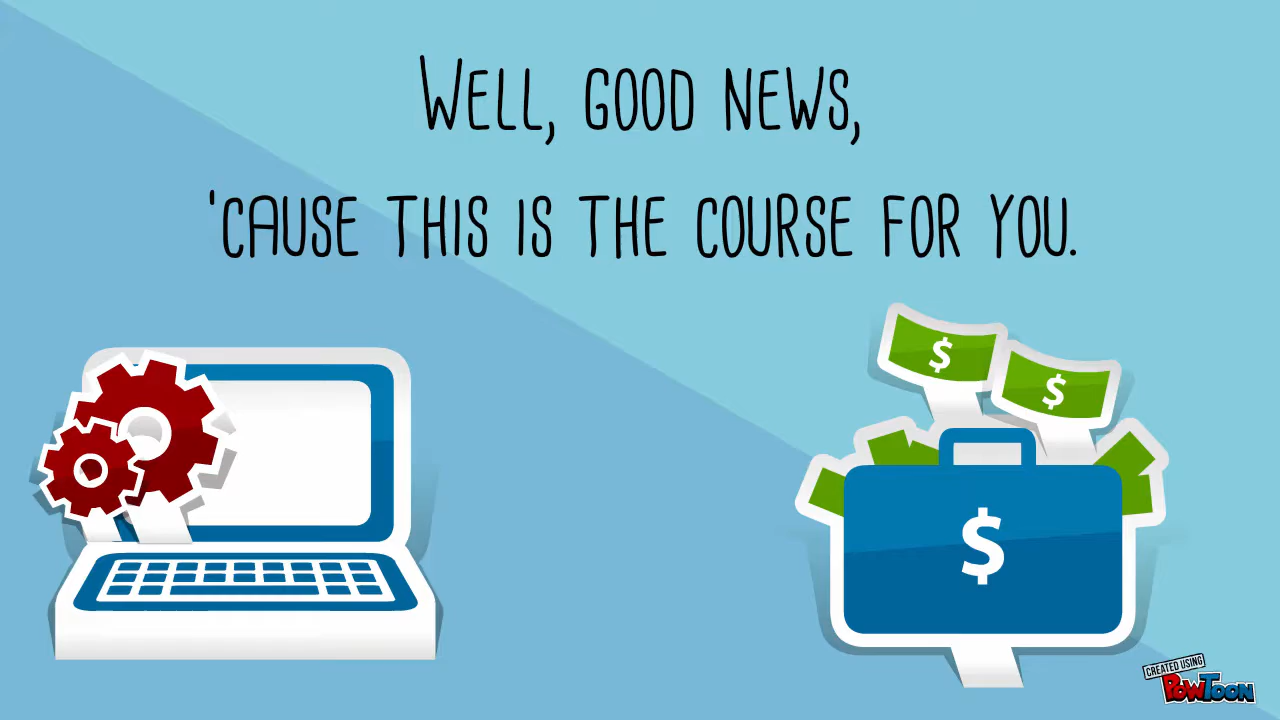 Well, good news,
'cause this is the course for you.
$
$
$
CREATED USING
PowToon